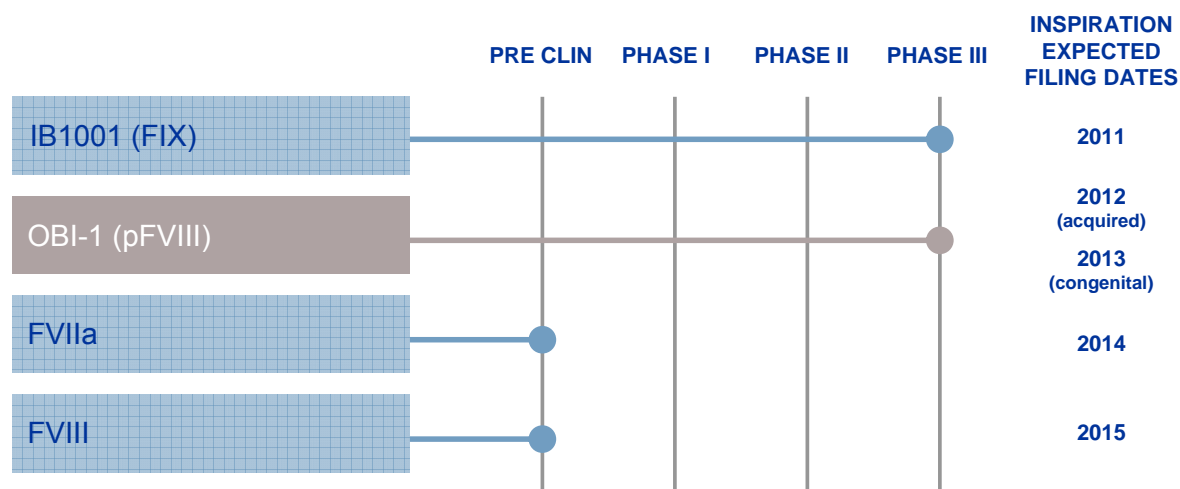 INSPIRATION
EXPECTED
FILING DATES
PRE CLIN PHASE I PHASE II PHASE III
IB1001 (FIX)
2011
OBI-1 (pFVIII)
2012
(acquired)
2013
(congenital)
FVIIa
2014
FVIII
2015